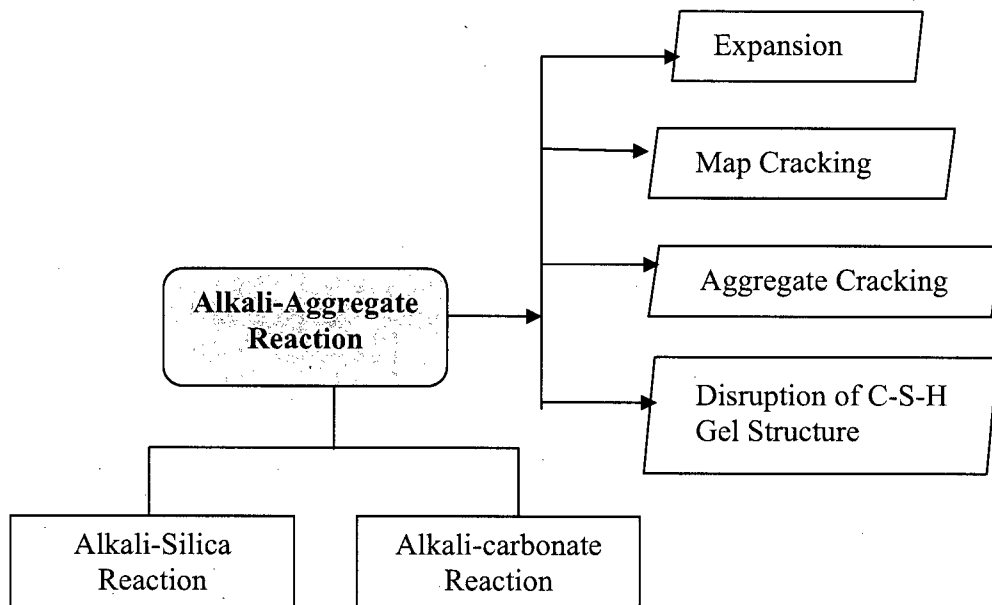 Expansion
Map Cracking
Aggregate Cracking
Alkali-Aggregate
Reaction
Disruption of C-S-H
Gel Structure
Alkali-Silica
Reaction
Alkali-carbonate
Reaction